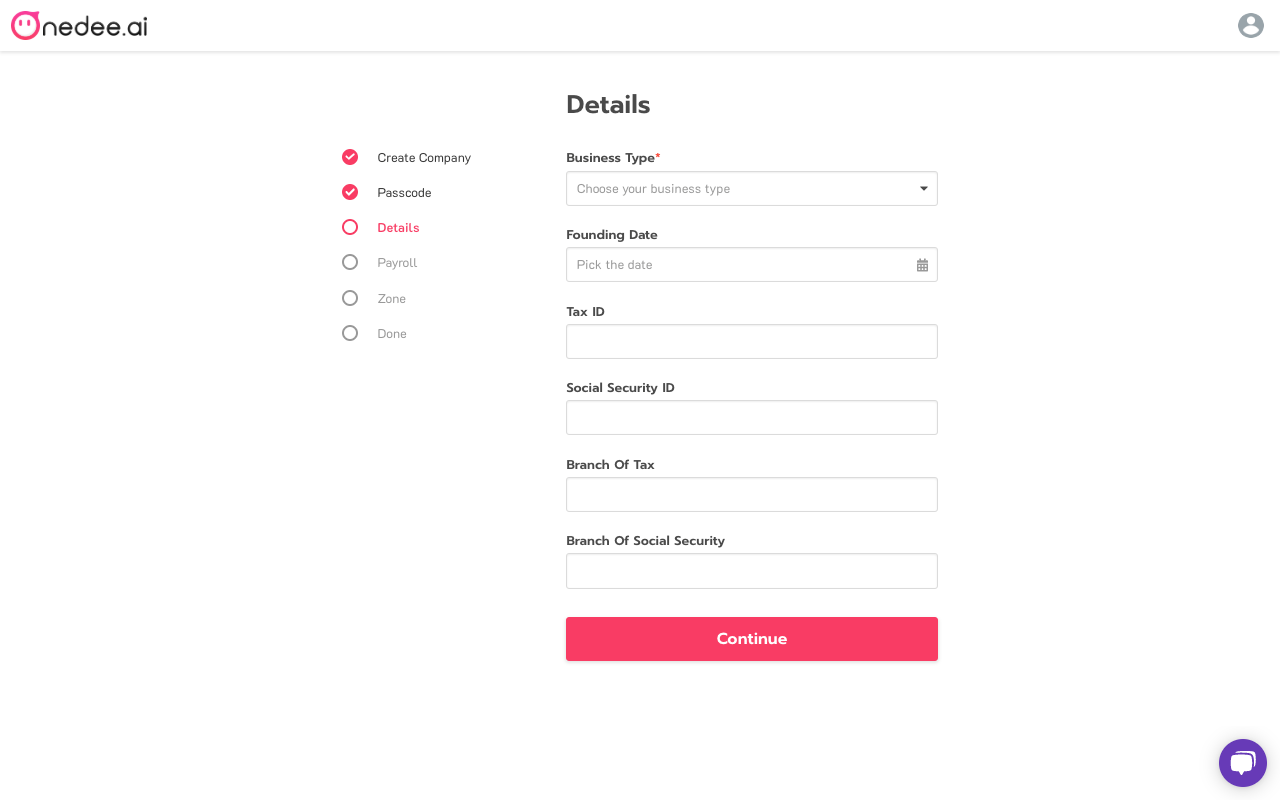 onedee.ai
Details
Create Company
Passcode
Details
Payroll
Zone
Done
Business Type*
Choose your business type
Founding Date
Pick the date
Tax ID
Social Security ID
Branch Of Tax
Branch Of Social Security
Continue